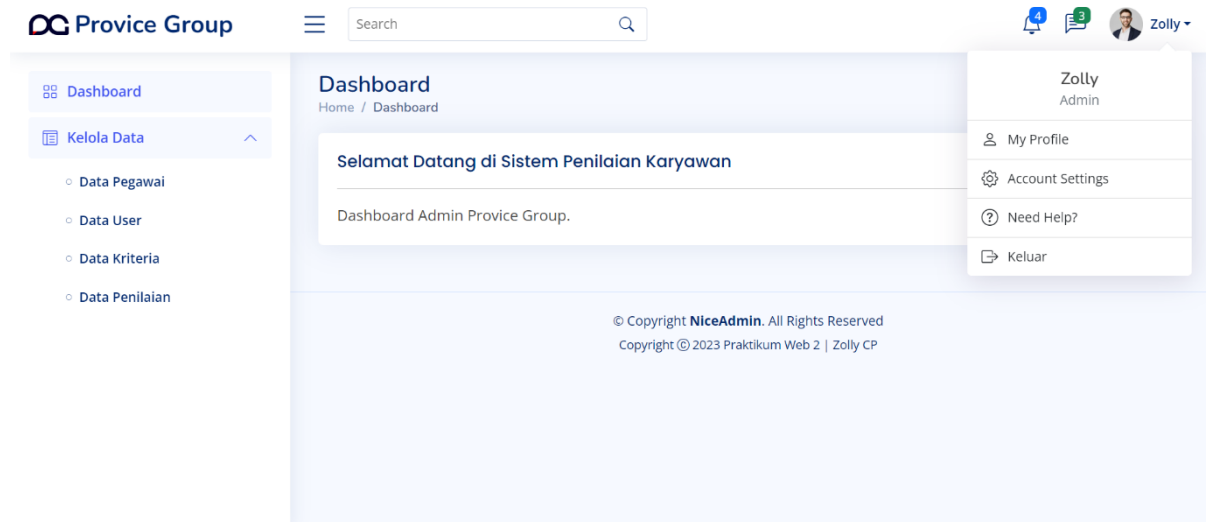 Provice Group
Search
4
3
Zolly
Dashboard
Kelola Data
Data Pegawai
Data User
Data Kriteria
Data Penilaian
Dashboard
Home / Dashboard
Selamat Datang di Sistem Penilaian Karyawan
Dashboard Admin Provice Group.
Zolly
Admin
My Profile
Account Settings
Need Help?
Keluar
© Copyright NiceAdmin. All Rights Reserved
Copyright ⓒ 2023 Praktikum Web 2 | Zolly CP